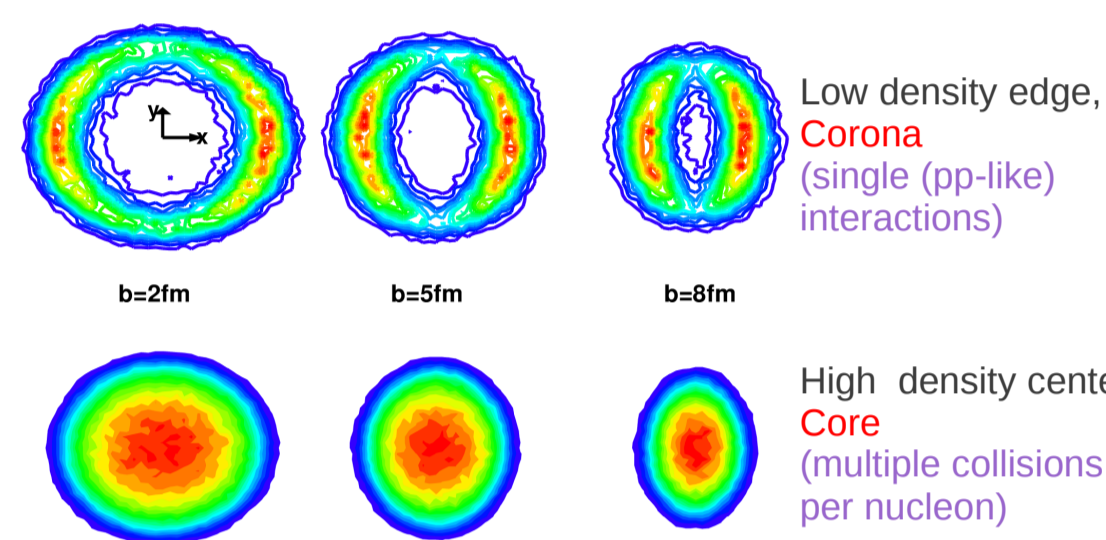 y
x
Low density edge,
Corona
(single (pp-like)
interactions)
b=2fm
b=5fm
b=8fm
High density cente
Core
(multiple collisions
per nucleon)